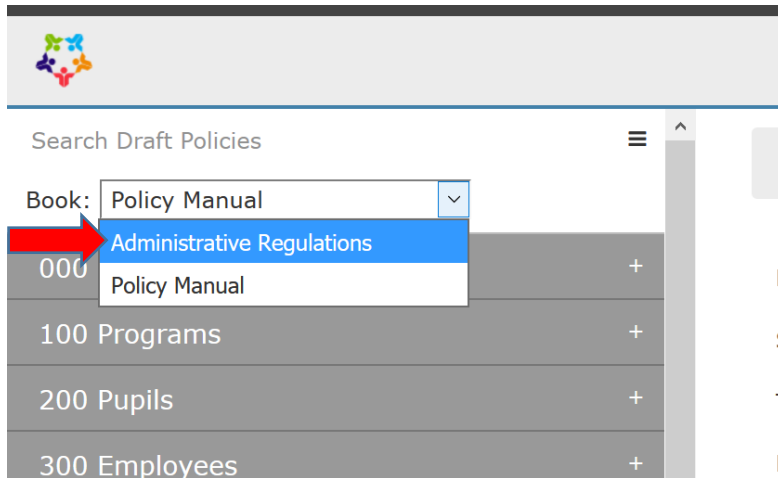 Search Draft Policies
Book: Policy Manual
Administrative Regulations
Policy Manual
000 +
100 Programs +
200 Pupils +
300 Employees +